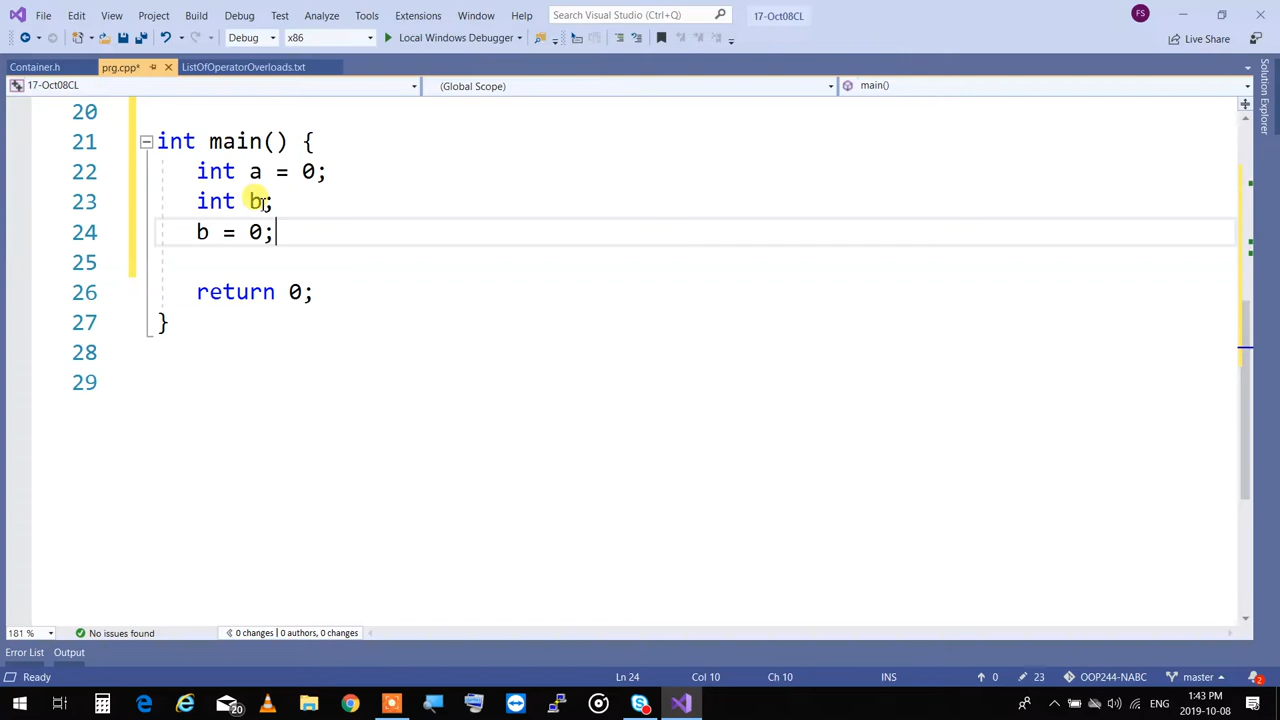 File Edit View Project Build Debug Test Analyze Tools Extensions Window Help Search Visual Studio (Ctrl+Q) 17-Oct08CL FS
Debug x86 Local Windows Debugger Live Share
Container.h prg.cpp* ListOfOperatorOverloads.txt
17-Oct08CL (Global Scope) main()
Solution Explorer
20
21 int main() {
22 int a = 0;
23 int b;
24 b = 0;
25
26 return 0;
27 }
28
29
181 % No issues found 0 changes | 0 authors, 0 changes
Error List Output
Ready Ln 24 Col 10 Ch 10 INS 0 23 OOP244-NABC master 2
20 ENG 1:43 PM
2019-10-08